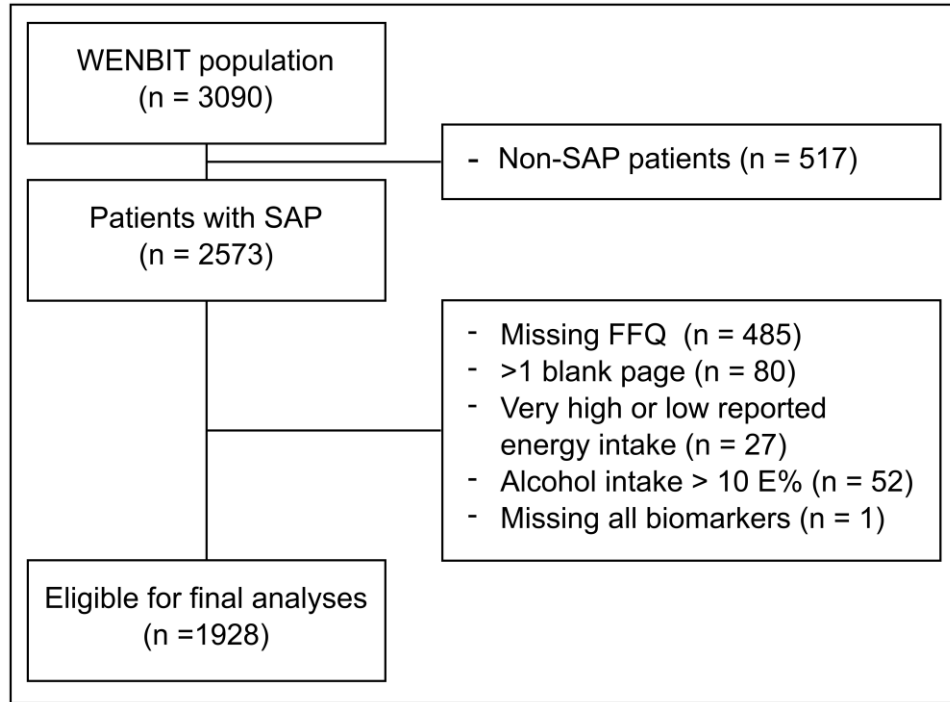 WENBIT population
(n = 3090)
- Non-SAP patients (n = 517)
Patients with SAP
(n = 2573)
- Missing FFQ (n = 485)
- >1 blank page (n = 80)
- Very high or low reported
energy intake (n = 27)
- Alcohol intake > 10 E% (n = 52)
- Missing all biomarkers (n = 1)
Eligible for final analyses
(n =1928)